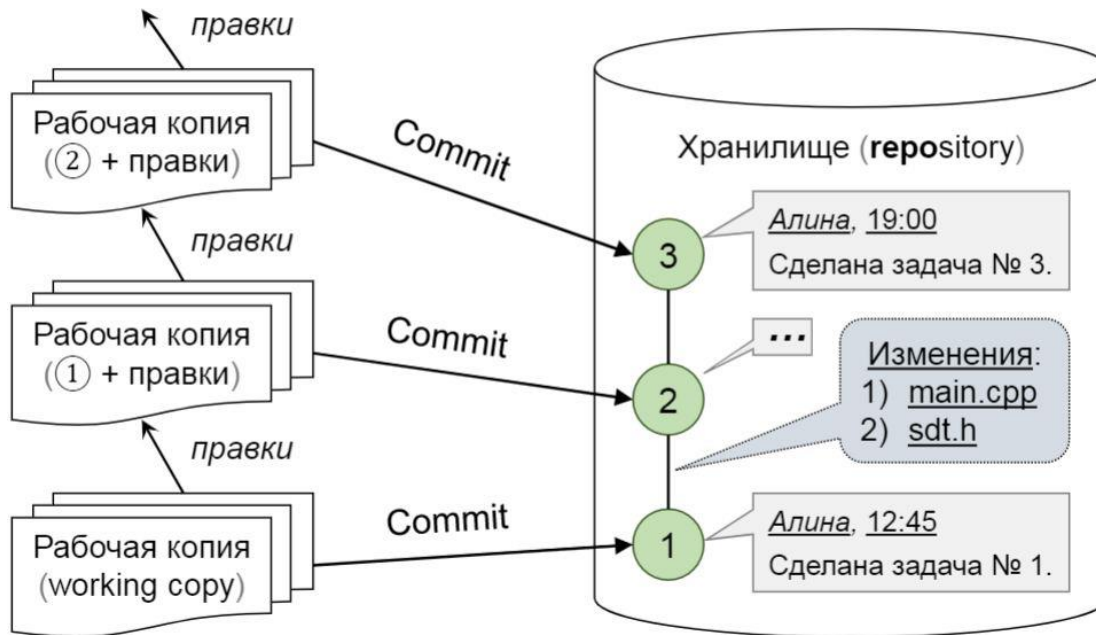 правки
Рабочая копия
(② + правки)
Commit
Хранилище (repository)
Алина, 19:00
Сделана задача № 3.
3
правки
Рабочая копия
(① + правки)
Commit
...
2
Изменения:
1) main.cpp
2) sdt.h
правки
Рабочая копия
(working copy)
Commit
1
Алина, 12:45
Сделана задача № 1.